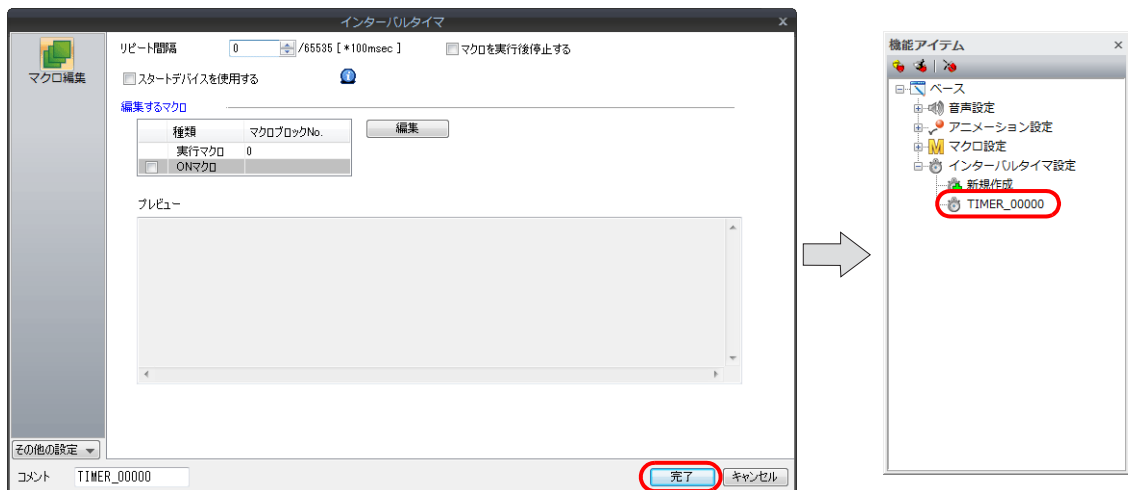 インターバルタイマ
マクロ編集
リピート間隔 0 /65535 [ *100msec ] マクロを実行後停止する
スタートデバイスを使用する
編集するマクロ
種類 マクロブロックNo. 編集
実行マクロ 0
ONマクロ
プレビュー
その他の設定
コメント TIMER_00000 完了 キャンセル
機能アイテム
ベース
音声設定
アニメーション設定
マクロ設定
インターバルタイマ設定
新規作成
TIMER_00000